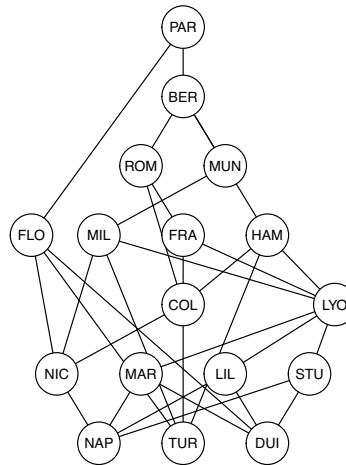 PAR
BER
ROM MUN
FLO MIL FRA HAM
COL LYO
NIC MAR LIL STU
NAP TUR DUI